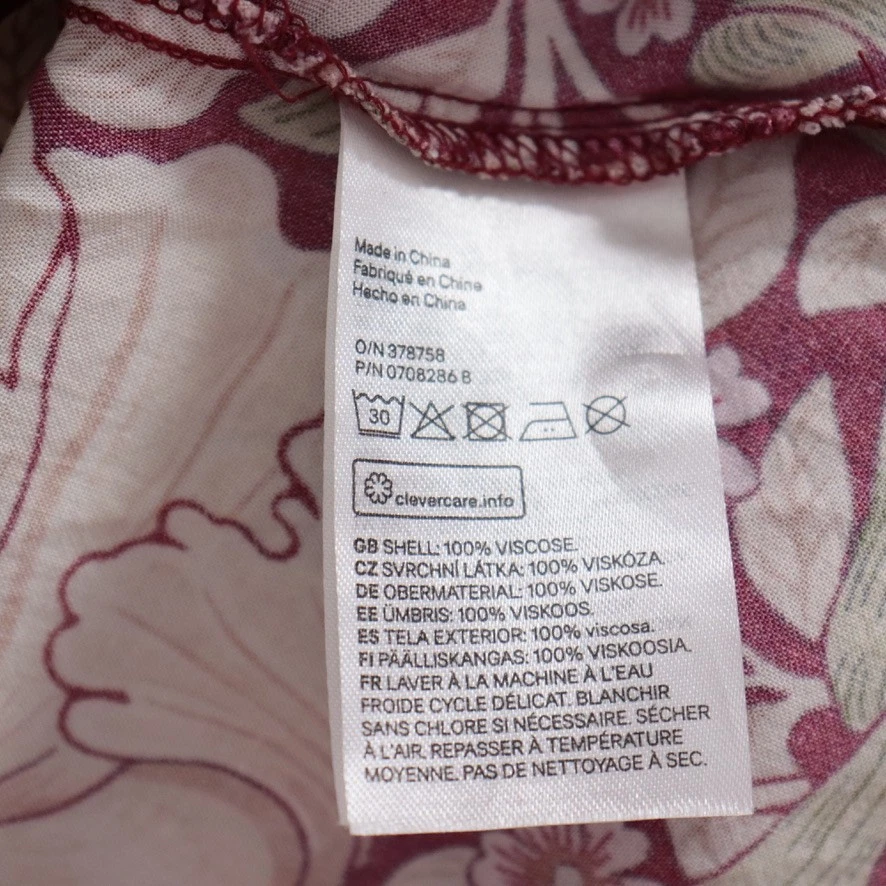 Made in China
Fabriqué en Chine
Hecho en China
O/N 378758
P/N 0708286 B
30
clevercare.info
GB SHELL: 100% VISCOSE.
CZ SVRCHNÍ LÁTKA: 100% VISKÓZA.
DE OBERMATERIAL: 100% VISKOSE.
EE ÜMBRIS: 100% VISKOOS.
ES TELA EXTERIOR: 100% viscosa.
FI PÄÄLLISKANGAS: 100% VISKOOSIA.
FR LAVER À LA MACHINE À L'EAU
FROIDE CYCLE DÉLICAT. BLANCHIR
SANS CHLORE SI NÉCESSAIRE. SÉCHER
À L'AIR. REPASSER À TEMPÉRATURE
MOYENNE. PAS DE NETTOYAGE À SEC.